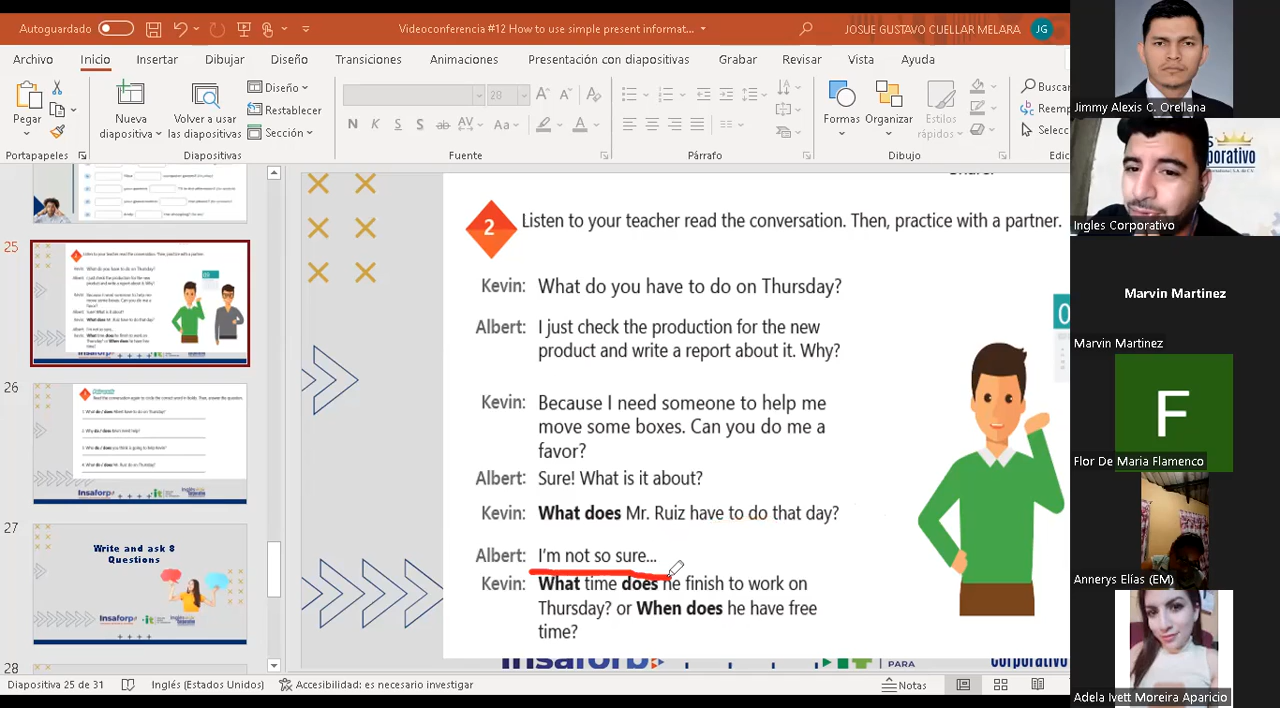 Autoguardado
Videoconferencia #12 How to use simple present informat...
JOSUE GUSTAVO CUELLAR MELARA
JG
Archivo
Inicio
Insertar
Dibujar
Diseño
Transiciones
Animaciones
Presentación con diapositivas
Grabar
Revisar
Vista
Ayuda
Pegar
Nueva diapositiva
Volver a usar las diapositivas
Diseño
Restablecer
Sección
28
N K S S ab AV Aa
Formas
Organizar
Estilos rápidos
Buscar
Reemp
Selecc
Portapapeles
Diapositivas
Fuente
Párrafo
Dibujo
Edic
25
26
27
Write and ask 8
Questions
28
2
Listen to your teacher read the conversation. Then, practice with a partner.
Kevin: What do you have to do on Thursday?
Albert: I just check the production for the new
product and write a report about it. Why?
Kevin: Because I need someone to help me
move some boxes. Can you do me a
favor?
Albert: Sure! What is it about?
Kevin: What does Mr. Ruiz have to do that day?
Albert: I'm not so sure...
Kevin: What time does he finish to work on
Thursday? or When does he have free
time?
PARA
Diapositiva 25 de 31
Inglés (Estados Unidos)
Accesibilidad: es necesario investigar
Notas
Jimmy Alexis C. Orellana
Ingles Corporativo
Marvin Martinez
Marvin Martinez
F
Flor De Maria Flamenco
Annerys Elías (EM)
Adela Ivett Moreira Aparicio